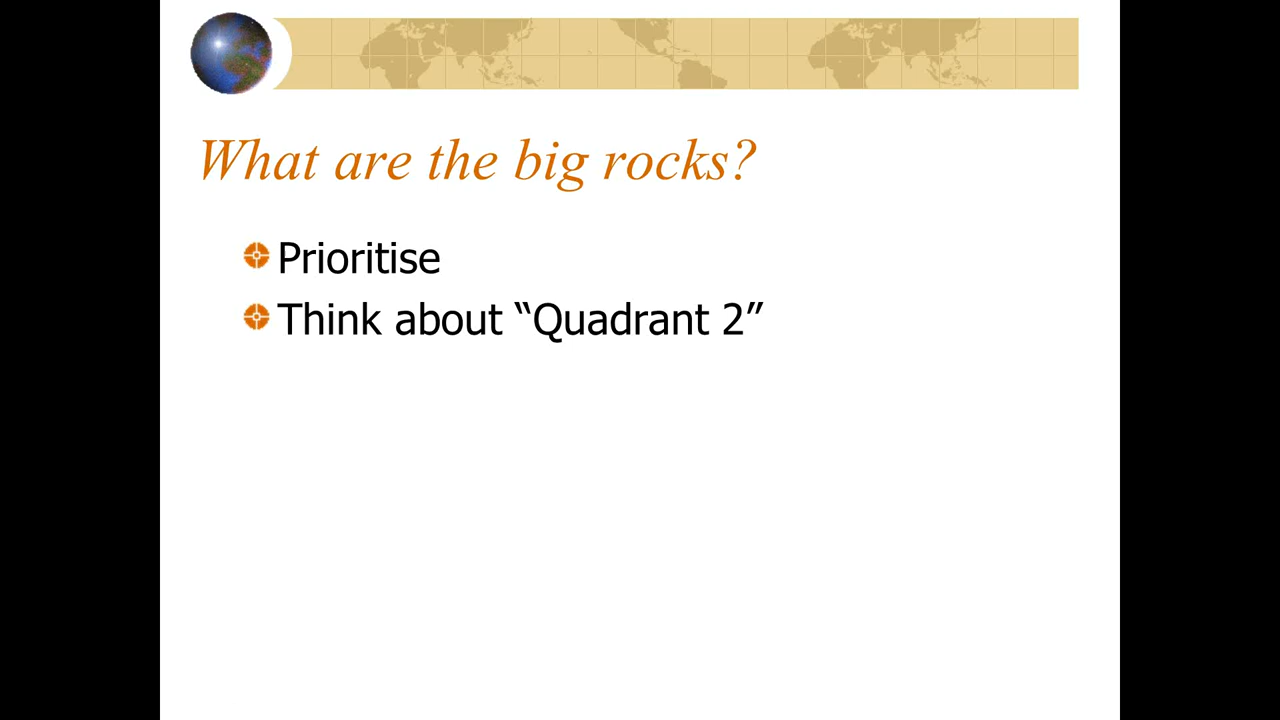 What are the big rocks?
Prioritise
Think about “Quadrant 2”